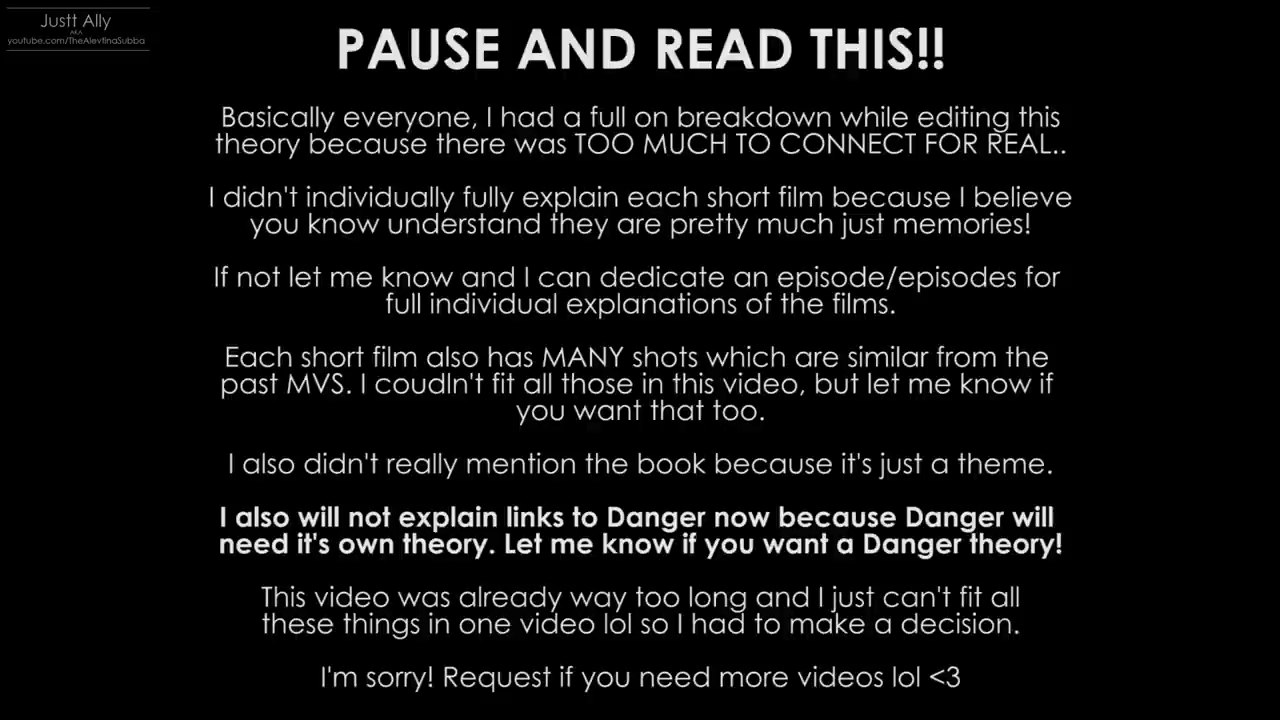 Justt Ally
AKA
youtube.com/TheAlevtinaSubba
PAUSE AND READ THIS!!
Basically everyone, I had a full on breakdown while editing this
theory because there was TOO MUCH TO CONNECT FOR REAL..
I didn't individually fully explain each short film because I believe
you know understand they are pretty much just memories!
If not let me know and I can dedicate an episode/episodes for
full individual explanations of the films.
Each short film also has MANY shots which are similar from the
past MVS. I coudln't fit all those in this video, but let me know if
you want that too.
I also didn't really mention the book because it's just a theme.
I also will not explain links to Danger now because Danger will
need it's own theory. Let me know if you want a Danger theory!
This video was already way too long and I just can't fit all
these things in one video lol so I had to make a decision.
I'm sorry! Request if you need more videos lol <3